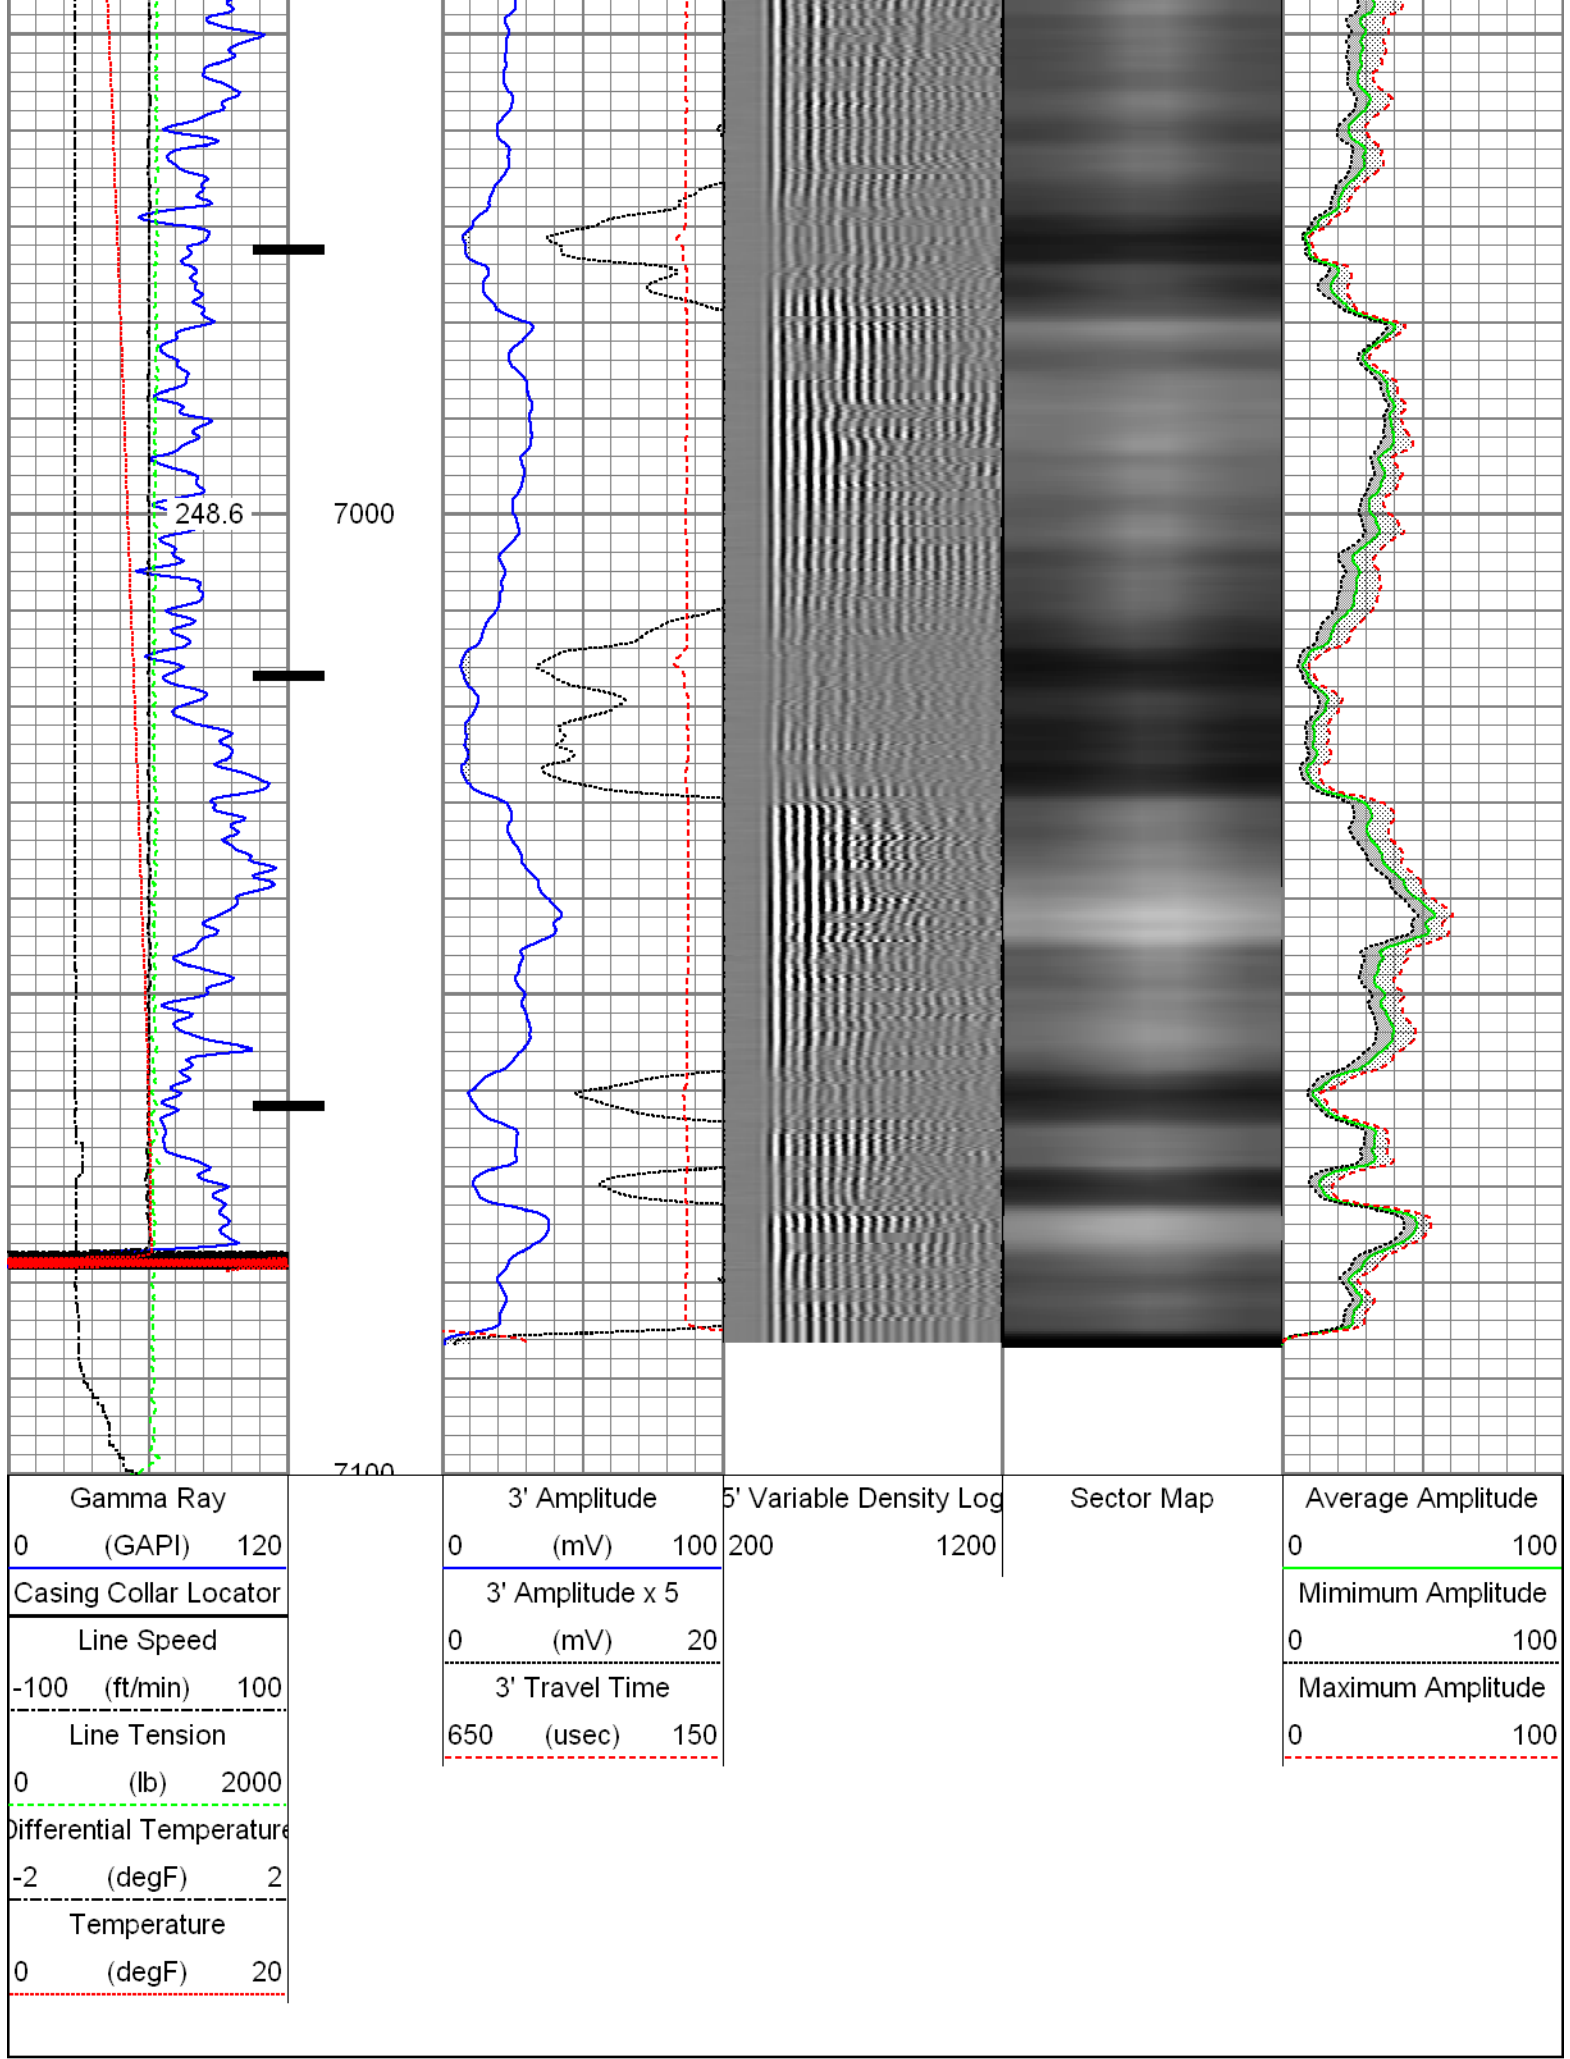 248.6
7000
7100
Gamma Ray
0 (GAPI) 120
Casing Collar Locator
Line Speed
-100 (ft/min) 100
Line Tension
0 (lb) 2000
Differential Temperature
-2 (degF) 2
Temperature
0 (degF) 20
3' Amplitude
0 (mV) 100
3' Amplitude x 5
0 (mV) 20
3' Travel Time
650 (usec) 150
5' Variable Density Log
200 1200
Sector Map
Average Amplitude
0 100
Mimimum Amplitude
0 100
Maximum Amplitude
0 100